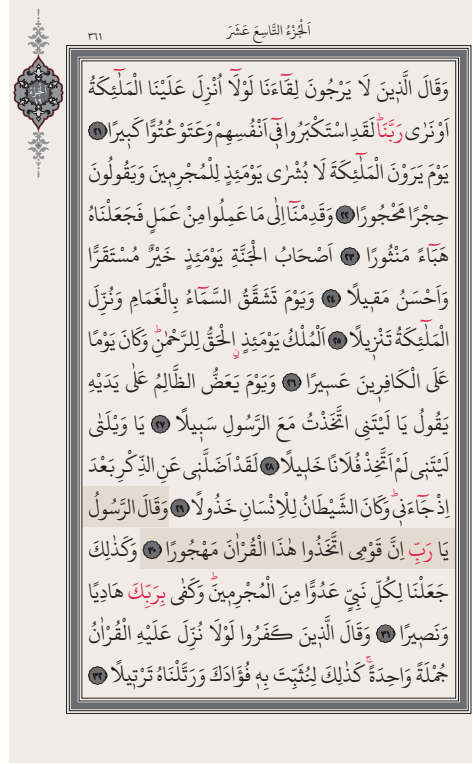 اَلْجُزْءُ التَّاسِعَ عَشَرَ
٣٦١
وَقَالَ الَّذٖينَ لَا يَرْجُونَ لِقَٓاءَنَا لَوْلَٓا اُنْزِلَ عَلَيْنَا الْمَلٰٓئِكَةُ
اَوْ نَرٰى رَبَّنَاۜ لَقَدِ اسْتَكْبَرُوا فٖٓى اَنْفُسِهِمْ وَعَتَوْ عُتُوًّا كَبٖيرًا ٢١
يَوْمَ يَرَوْنَ الْمَلٰٓئِكَةَ لَا بُشْرٰى يَوْمَئِذٍ لِلْمُجْرِمٖينَ وَيَقُولُونَ
حِجْرًا مَحْجُورًا ٢٢ وَقَدِمْنَٓا اِلٰى مَا عَمِلُوا مِنْ عَمَلٍ فَجَعَلْنَاهُ
هَبَٓاءً مَنْثُورًا ٢٣ اَصْحَابُ الْجَنَّةِ يَوْمَئِذٍ خَيْرٌ مُسْتَقَرًّا
وَاَحْسَنُ مَقٖيلًا ٢٤ وَيَوْمَ تَشَقَّقُ السَّمَٓاءُ بِالْغَمَامِ وَنُزِّلَ
الْمَلٰٓئِكَةُ تَنْزٖيلًا ٢٥ اَلْمُلْكُ يَوْمَئِذٍ الْحَقُّ لِلرَّحْمٰنِۜ وَكَانَ يَوْمًا
عَلَى الْكَافِرٖينَ عَسٖيرًا ٢٦ وَيَوْمَ يَعَضُّ الظَّالِمُ عَلٰى يَدَيْهِ
يَقُولُ يَا لَيْتَنِى اتَّخَذْتُ مَعَ الرَّسُولِ سَبٖيلًا ٢٧ يَا وَيْلَتٰى
لَيْتَنٖى لَمْ اَتَّخِذْ فُلَانًا خَلٖيلًا ٢٨ لَقَدْ اَضَلَّنٖى عَنِ الذِّكْرِ بَعْدَ
اِذْ جَٓاءَنٖىۜ وَكَانَ الشَّيْطَانُ لِلْاِنْسَانِ خَذُولًا ٢٩ وَقَالَ الرَّسُولُ
يَا رَبِّ اِنَّ قَوْمِى اتَّخَذُوا هٰذَا الْقُرْاٰنَ مَهْجُورًا ٣٠ وَكَذٰلِكَ
جَعَلْنَا لِكُلِّ نَبِىٍّ عَدُوًّا مِنَ الْمُجْرِمٖينَۜ وَكَفٰى بِرَبِّكَ هَادِيًا
وَنَصٖيرًا ٣١ وَقَالَ الَّذٖينَ كَفَرُوا لَوْلَا نُزِّلَ عَلَيْهِ الْقُرْاٰنُ
جُمْلَةً وَاحِدَةًۚ كَذٰلِكَ لِنُثَبِّتَ بِهٖ فُؤَادَكَ وَرَتَّلْنَاهُ تَرْتٖيلًا ٣٢